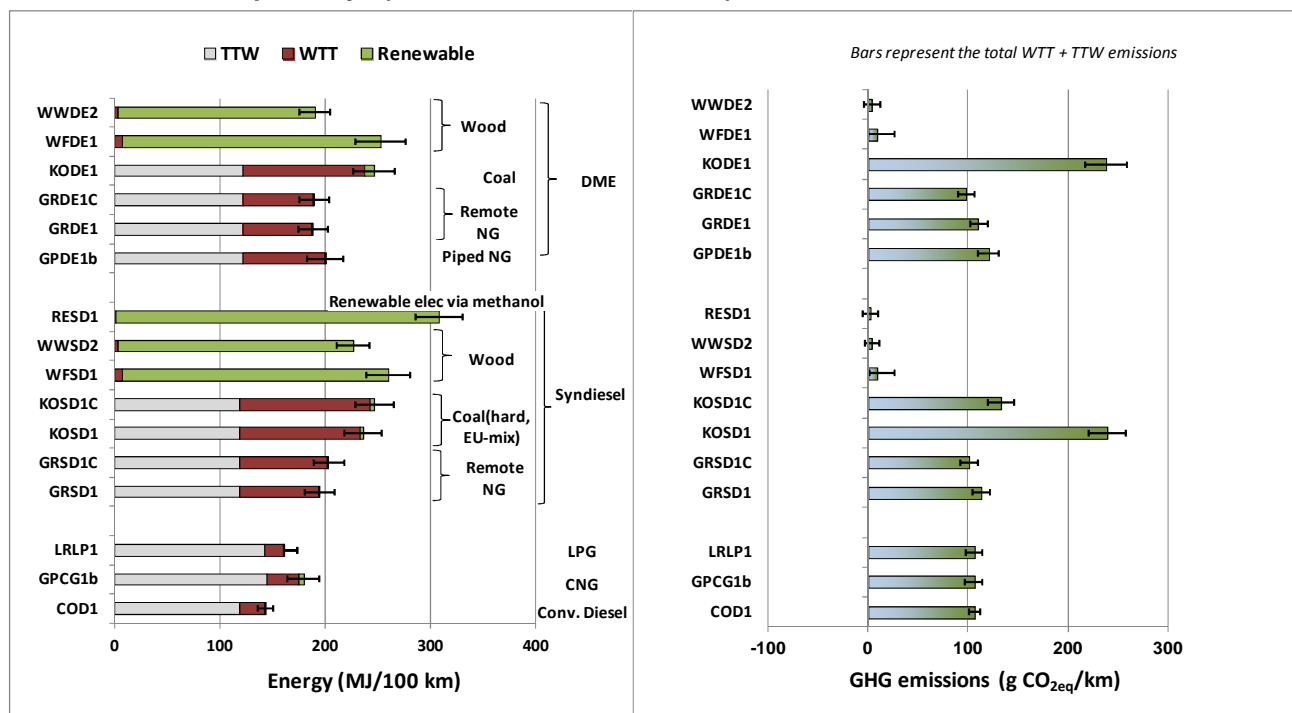 TTW WTT Renewable
WWDE2
WFDE1
KODE1
GRDE1C
GRDE1
GPDE1b
RESD1
WWSD2
WFSD1
KOSD1C
KOSD1
GRSD1C
GRSD1
LRLP1
GPCG1b
COD1
Wood
Coal
Remote
NG
Piped NG
DME
Renewable elec via methanol
Wood
Coal(hard,
EU-mix)
Remote
NG
Syndiesel
LPG
CNG
Conv. Diesel
0 100 200 300 400
Energy (MJ/100 km)
Bars represent the total WTT + TTW emissions
WWDE2
WFDE1
KODE1
GRDE1C
GRDE1
GPDE1b
RESD1
WWSD2
WFSD1
KOSD1C
KOSD1
GRSD1C
GRSD1
LRLP1
GPCG1b
COD1
-100 0 100 200 300
GHG emissions (g CO2eq/km)